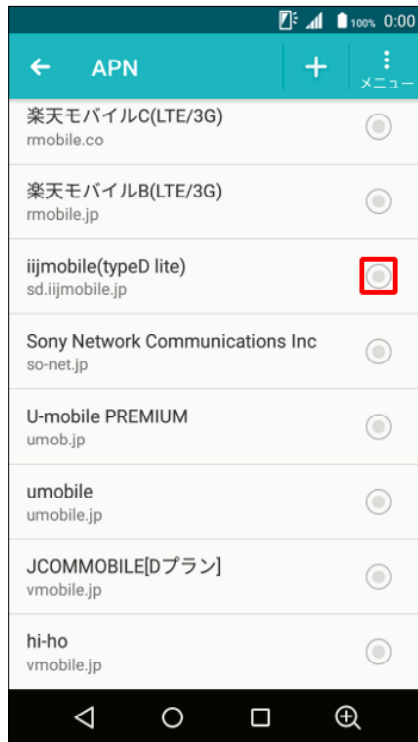 100% 0:00
APN
メニュー
楽天モバイルC(LTE/3G)
rmobile.co
楽天モバイルB(LTE/3G)
rmobile.jp
iijmobile(typeD lite)
sd.iijmobile.jp
Sony Network Communications Inc
so-net.jp
U-mobile PREMIUM
umob.jp
umobile
umobile.jp
JCOMMOBILE[Dプラン]
vmobile.jp
hi-ho
vmobile.jp